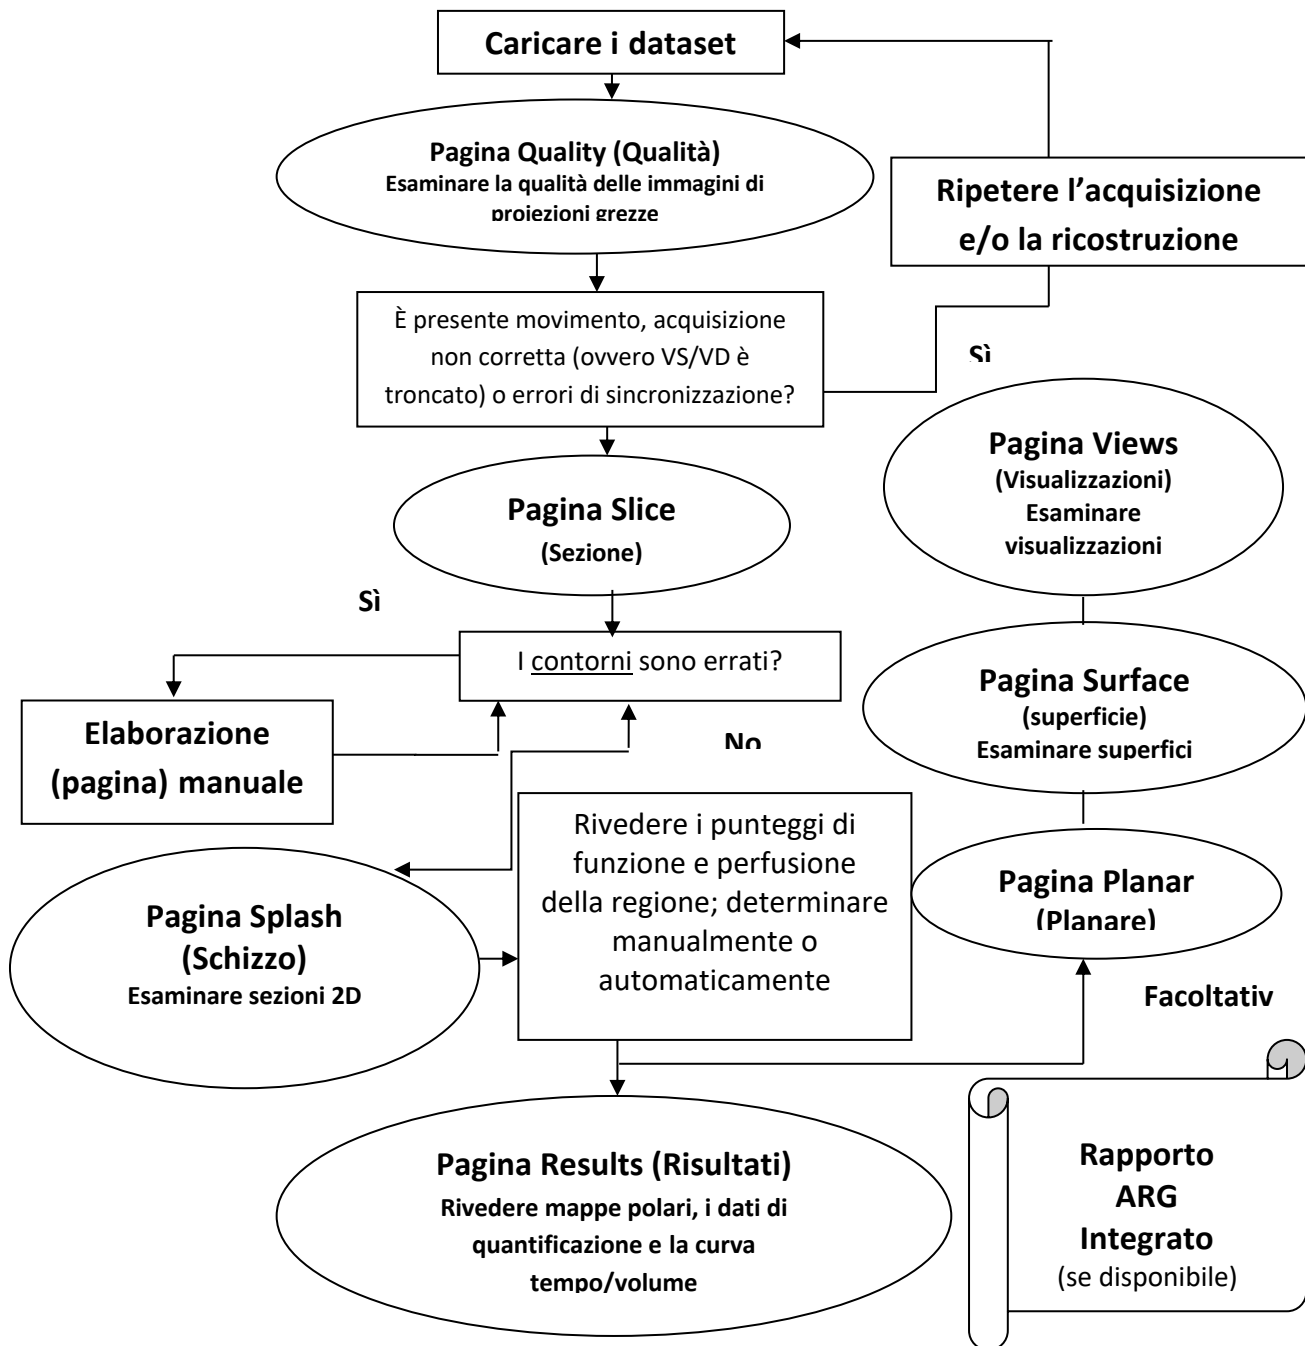 Caricare i dataset
Pagina Quality (Qualità)
Esaminare la qualità delle immagini di
proiezioni grezze
Ripetere l’acquisizione
e/o la ricostruzione
È presente movimento, acquisizione
non corretta (ovvero VS/VD è
troncato) o errori di sincronizzazione?
Sì
Pagina Views
(Visualizzazioni)
Esaminare
visualizzazioni
Pagina Slice
(Sezione)
Sì
I contorni sono errati?
Pagina Surface
(superficie)
Esaminare superfici
Elaborazione
(pagina) manuale
No
Rivedere i punteggi di
funzione e perfusione
della regione; determinare
manualmente o
automaticamente
Pagina Planar
(Planare)
Pagina Splash
(Schizzo)
Esaminare sezioni 2D
Facoltativ
Pagina Results (Risultati)
Rivedere mappe polari, i dati di
quantificazione e la curva
tempo/volume
Rapporto
ARG
Integrato
(se disponibile)